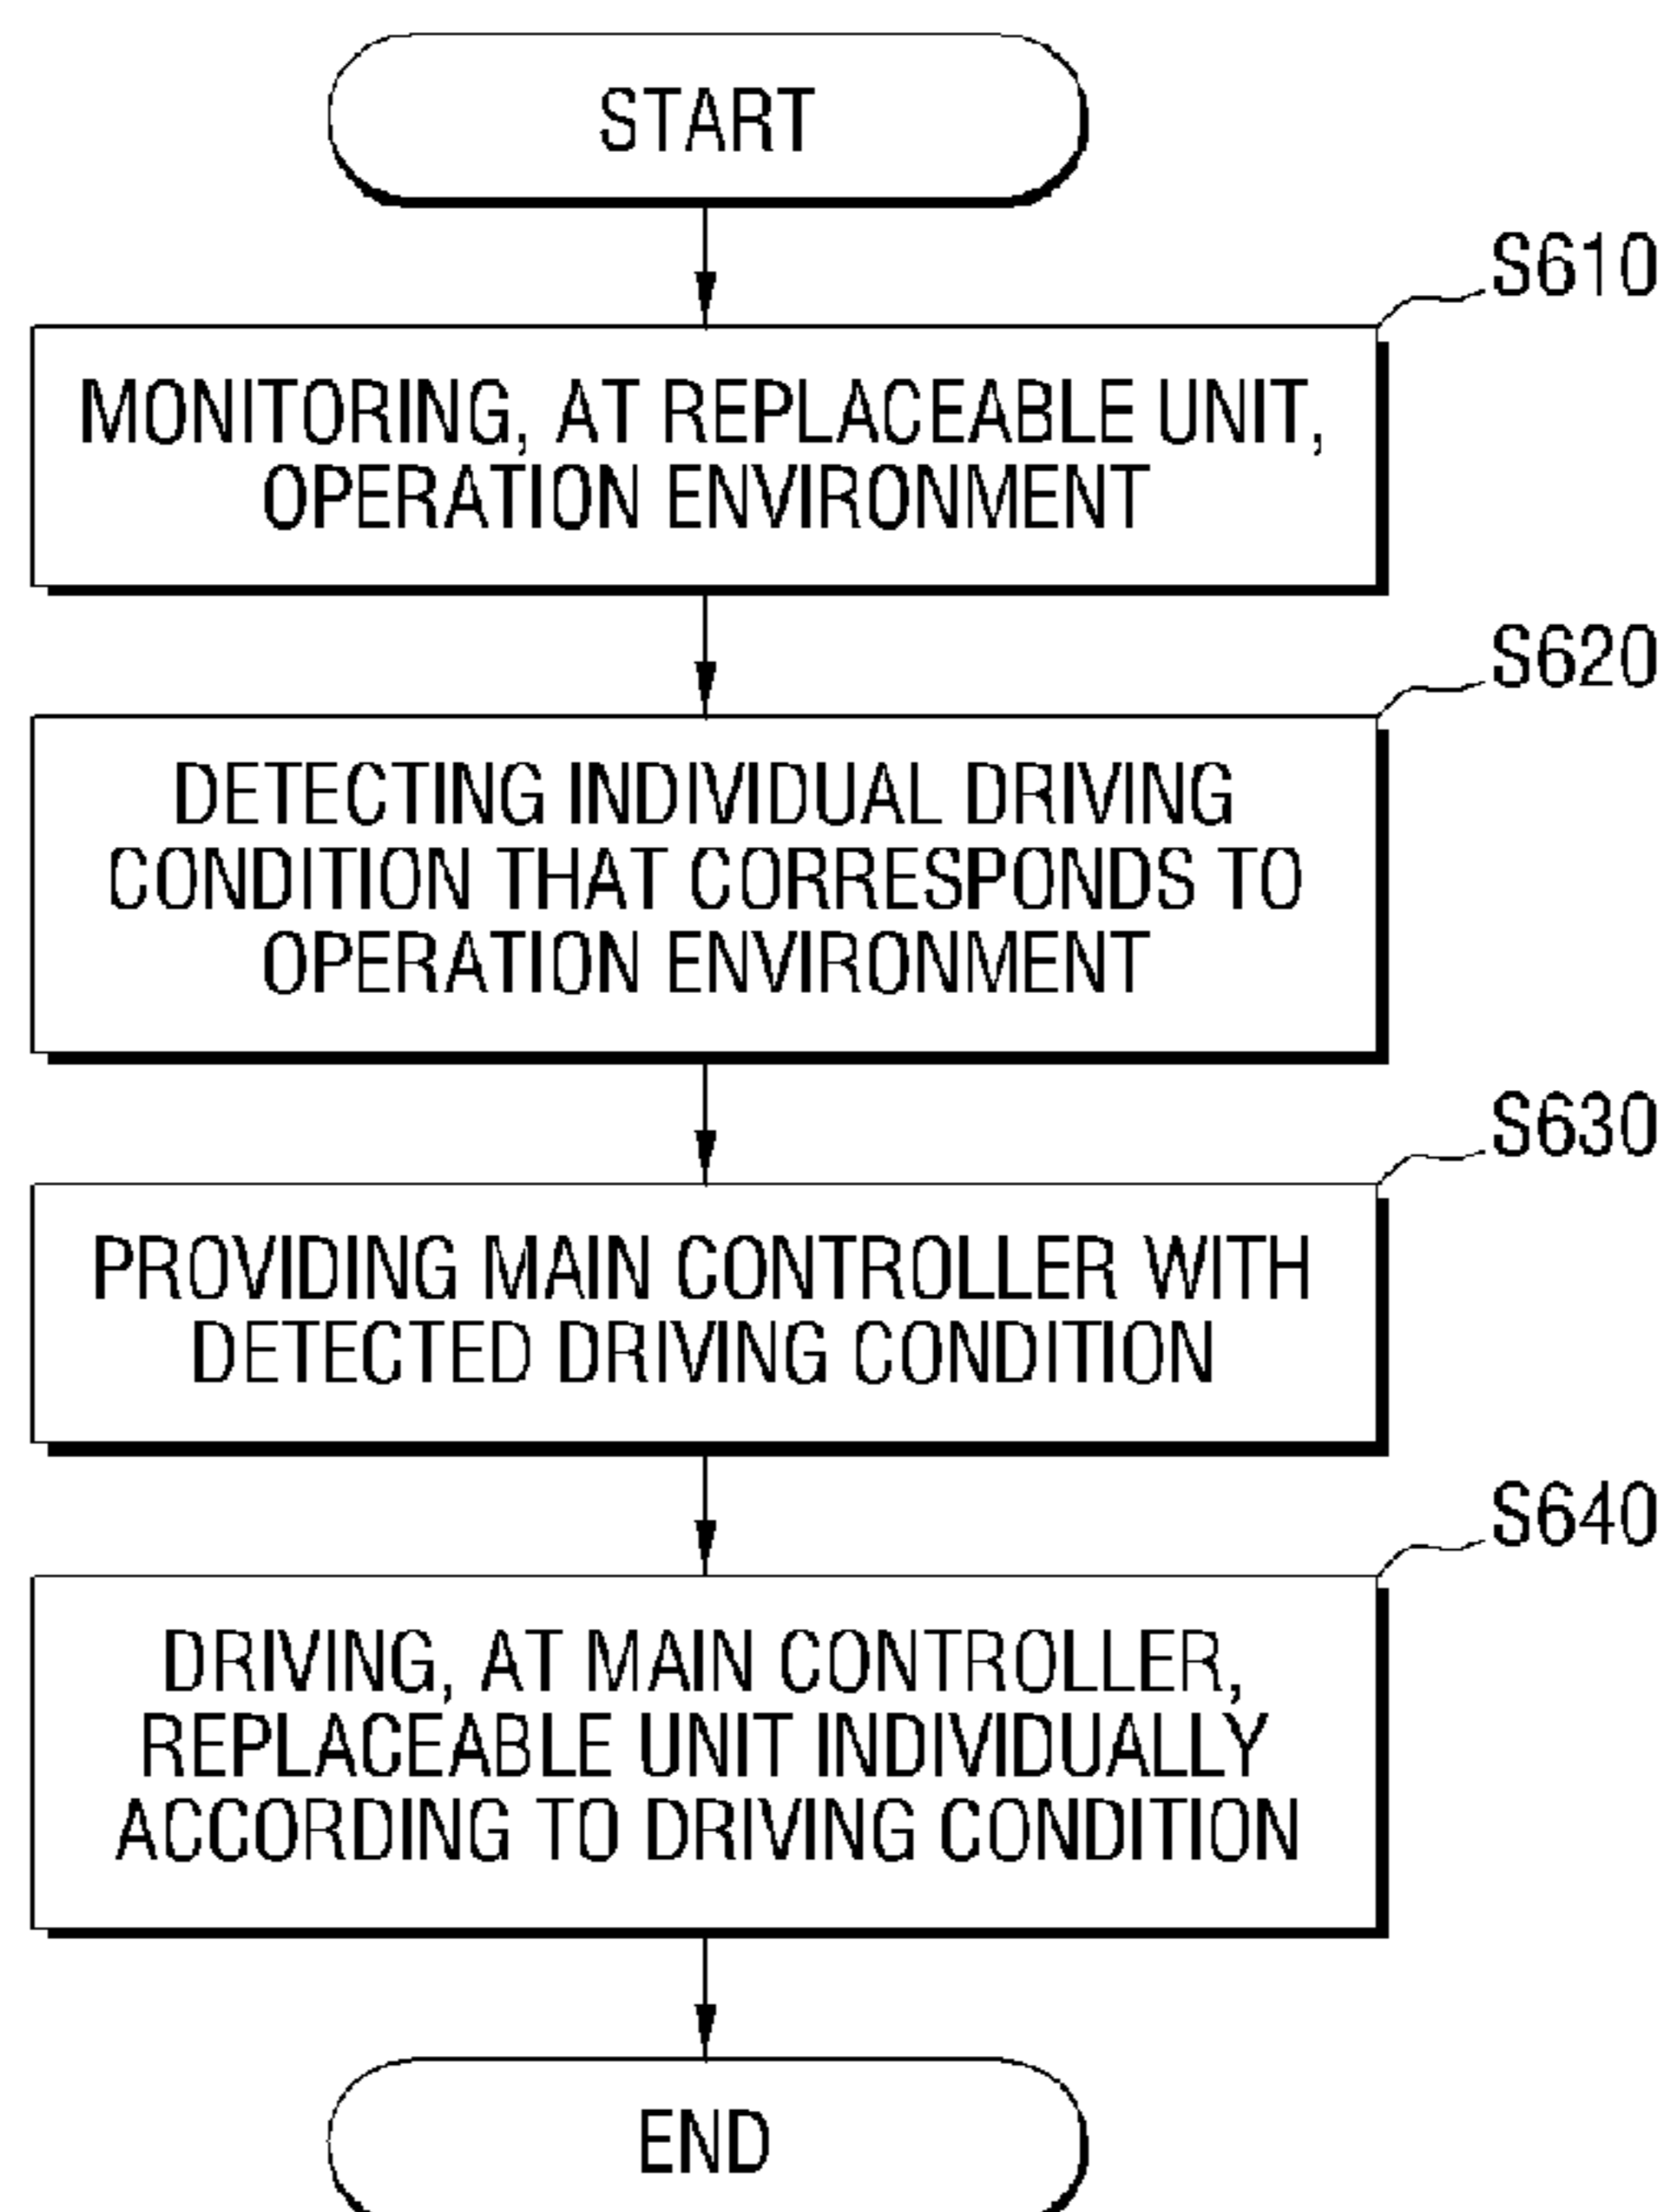 START
S610
MONITORING, AT REPLACEABLE UNIT,
OPERATION ENVIRONMENT
S620
DETECTING INDIVIDUAL DRIVING
CONDITION THAT CORRESPONDS TO
OPERATION ENVIRONMENT
S630
PROVIDING MAIN CONTROLLER WITH
DETECTED DRIVING CONDITION
S640
DRIVING, AT MAIN CONTROLLER,
REPLACEABLE UNIT INDIVIDUALLY
ACCORDING TO DRIVING CONDITION
END